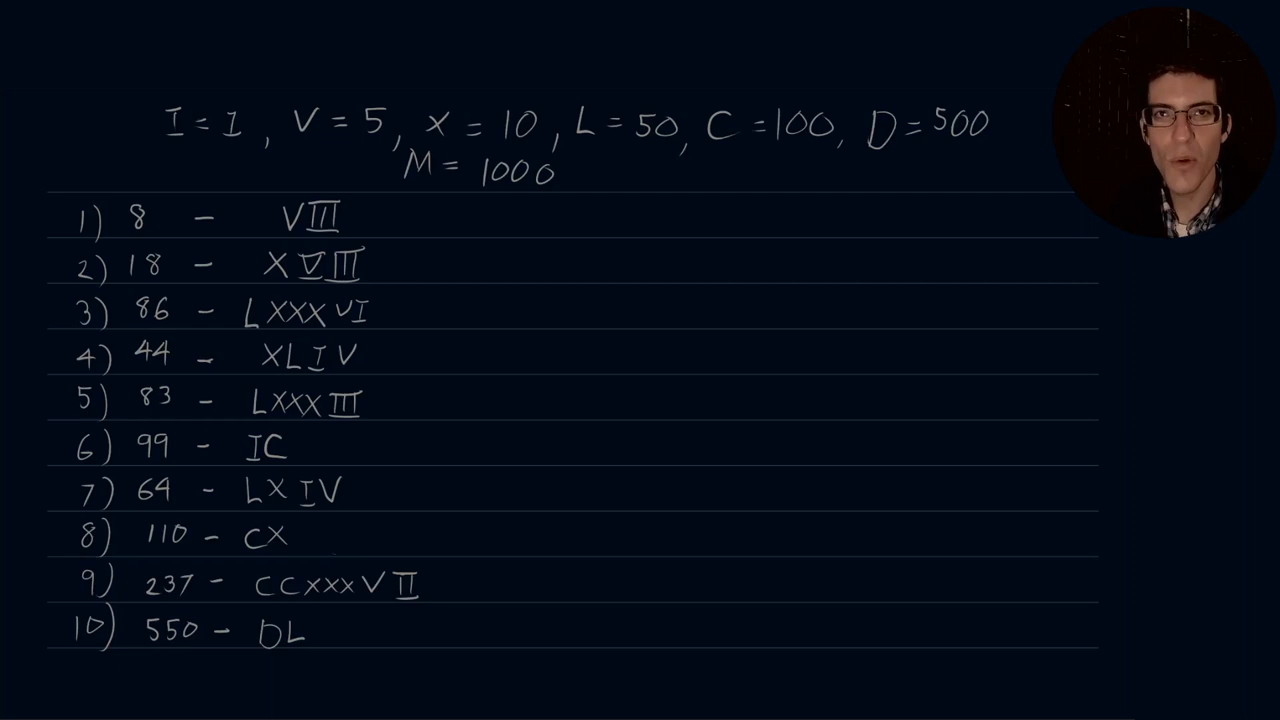 I = I, V = 5, X = 10, L = 50, C = 100, D = 500
M = 1000
1) 8 - VIII
2) 18 - XVIII
3) 86 - LXXXVI
4) 44 - XLIV
5) 83 - LXXXIII
6) 99 - IC
7) 64 - LXIV
8) 110 - CX
9) 237 - CCXXXVII
10) 550 - DL